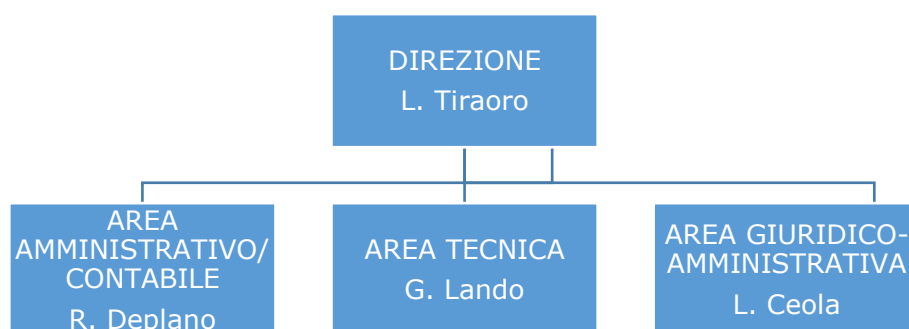 DIREZIONE
L. Tiraoro
AREA
AMMINISTRATIVO/
CONTABILE
R. Deplano
AREA TECNICA
G. Lando
AREA GIURIDICO-
AMMINISTRATIVA
L. Ceola